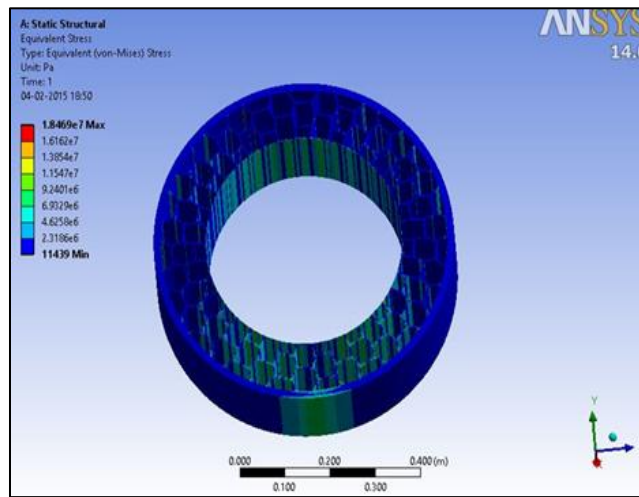 A: Static Structural
Equivalent Stress
Type: Equivalent (von-Mises) Stress
Unit: Pa
Time: 1
04-02-2015 18:50
1.8469e7 Max
1.6162e7
1.3854e7
1.1547e7
9.2401e6
6.9329e6
4.6258e6
2.3186e6
11439 Min
ANSYS
14.
0.000 0.200 0.400 (m)
0.100 0.300
Y